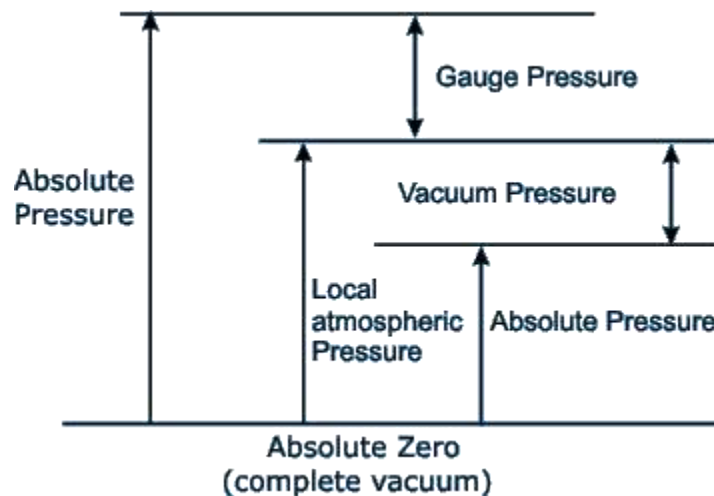 Gauge Pressure
Absolute
Pressure
Vacuum Pressure
Local
atmospheric
Pressure
Absolute Pressure
Absolute Zero
(complete vacuum)